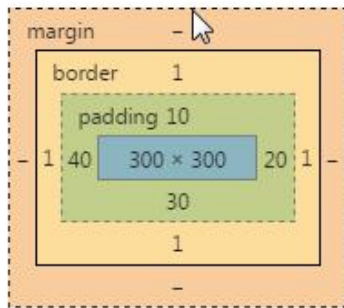 margin –
border 1
padding 10
– 1 40 300 × 300 20 1 –
30
1
–